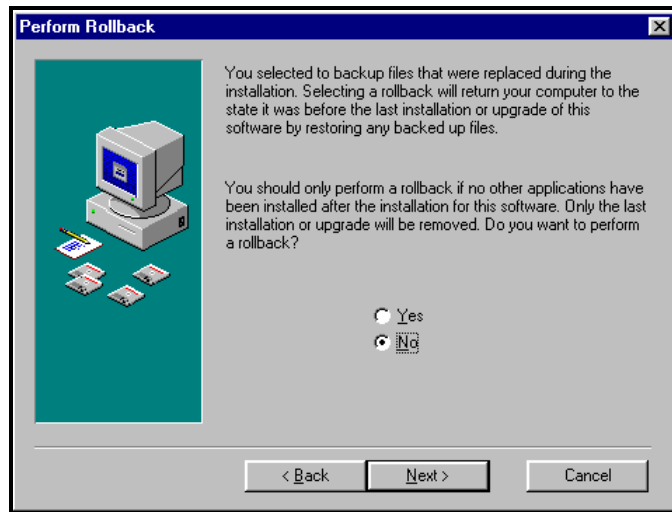 Perform Rollback
You selected to backup files that were replaced during the
installation. Selecting a rollback will return your computer to the
state it was before the last installation or upgrade of this
software by restoring any backed up files.
You should only perform a rollback if no other applications have
been installed after the installation for this software. Only the last
installation or upgrade will be removed. Do you want to perform
a rollback?
Yes
No
< Back Next > Cancel